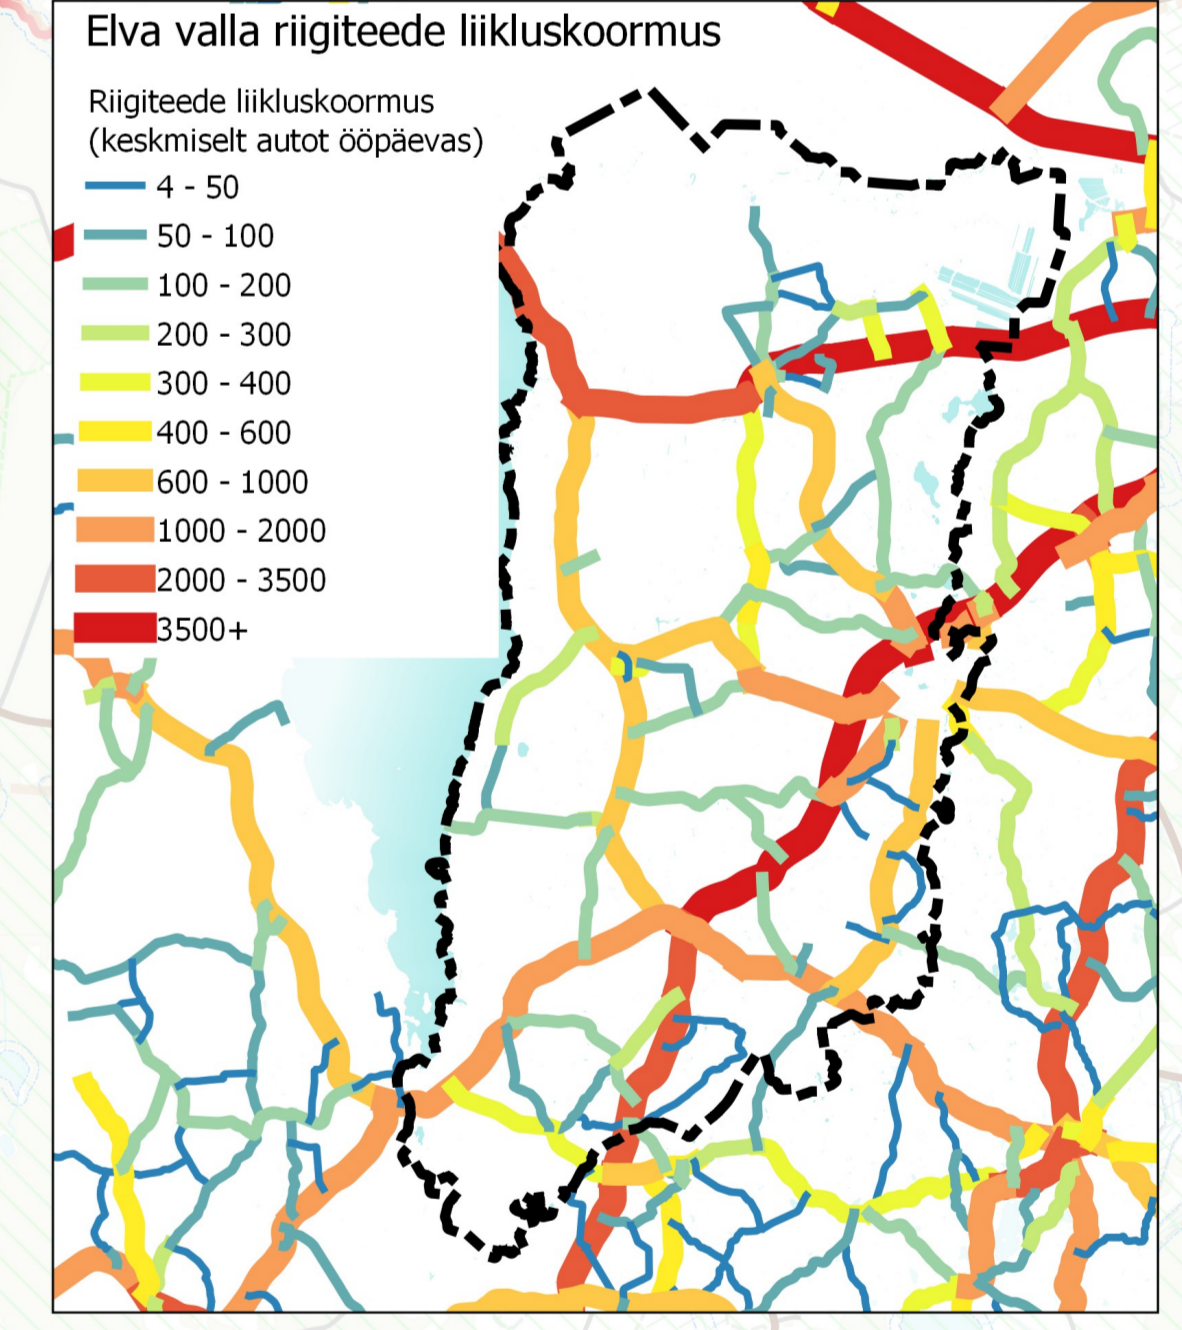 Elva valla riigiteede liikluskoormus
Riigiteede liikluskoormus
(keskmiselt autot ööpäevas)
4 - 50
50 - 100
100 - 200
200 - 300
300 - 400
400 - 600
600 - 1000
1000 - 2000
2000 - 3500
3500+